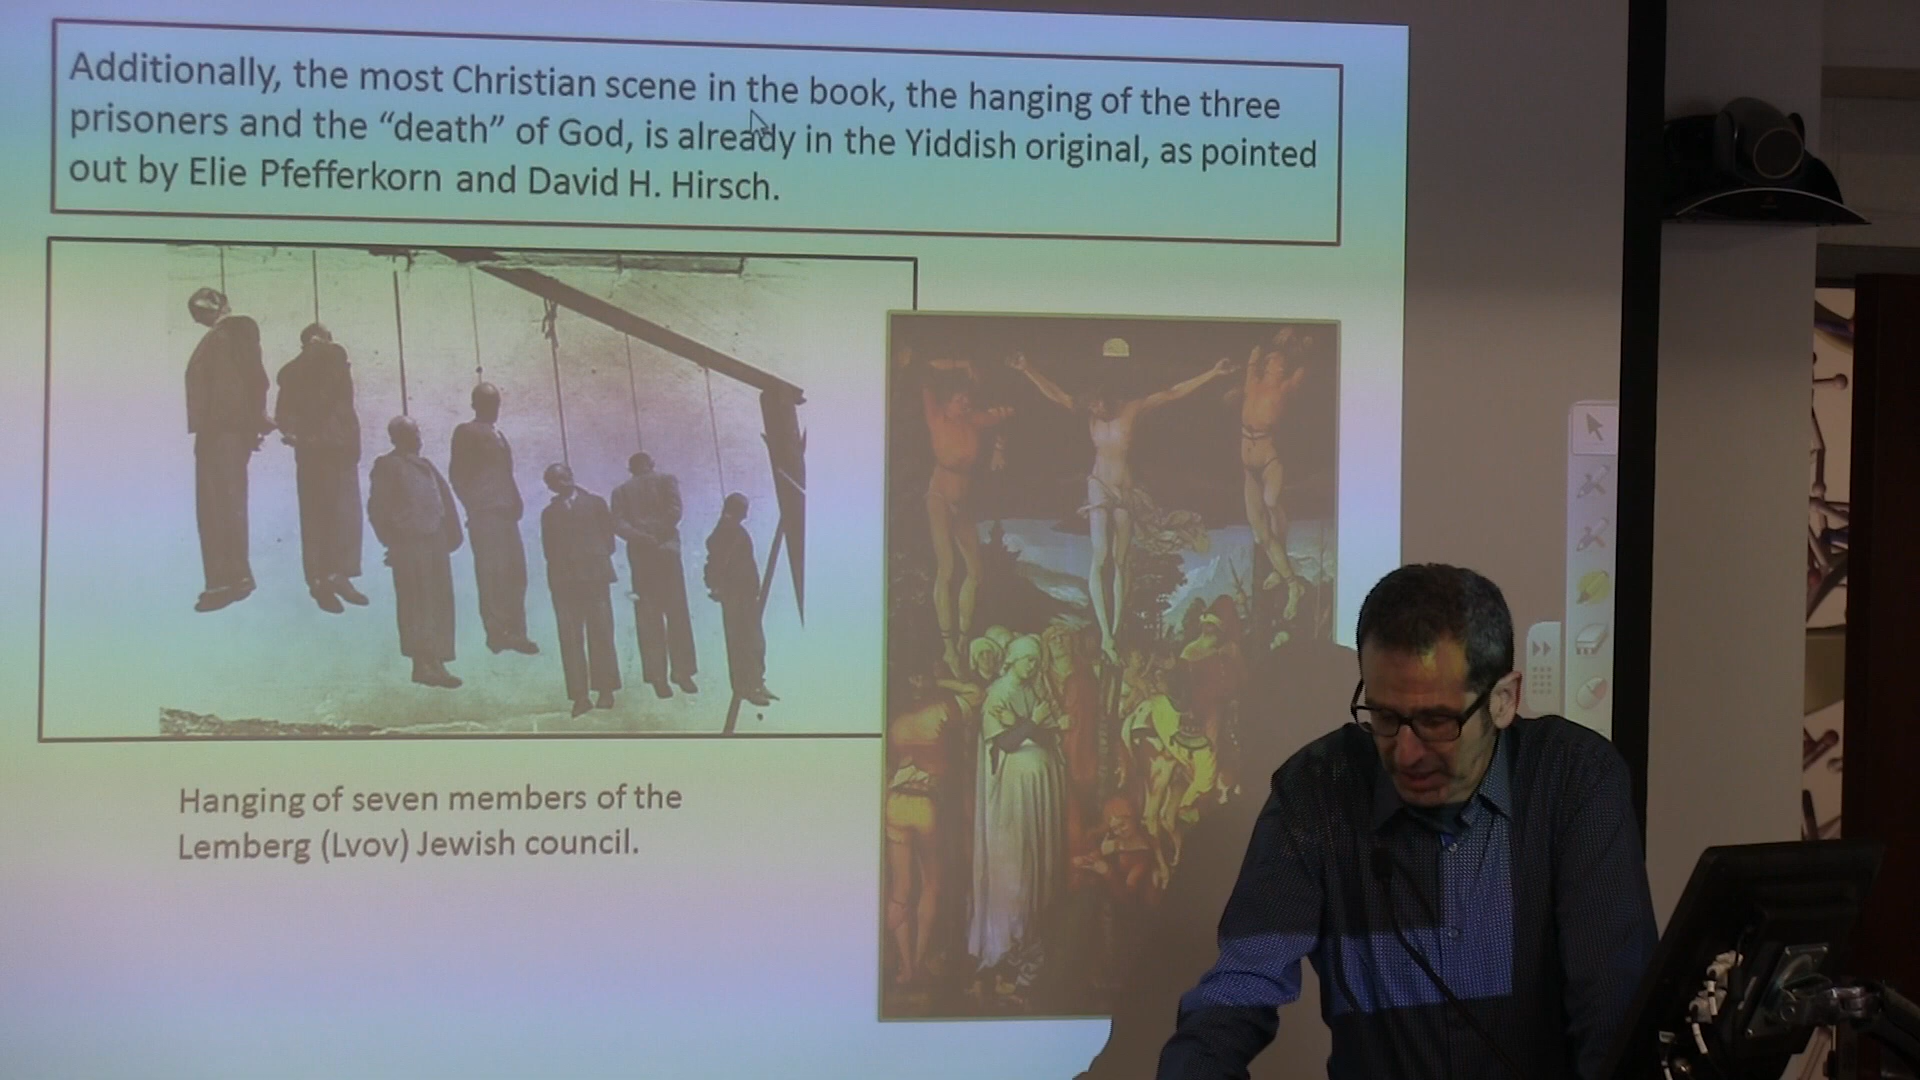 Additionally, the most Christian scene in the book, the hanging of the three
prisoners and the “death” of God, is already in the Yiddish original, as pointed
out by Elie Pfefferkorn and David H. Hirsch.
Hanging of seven members of the
Lemberg (Lvov) Jewish council.